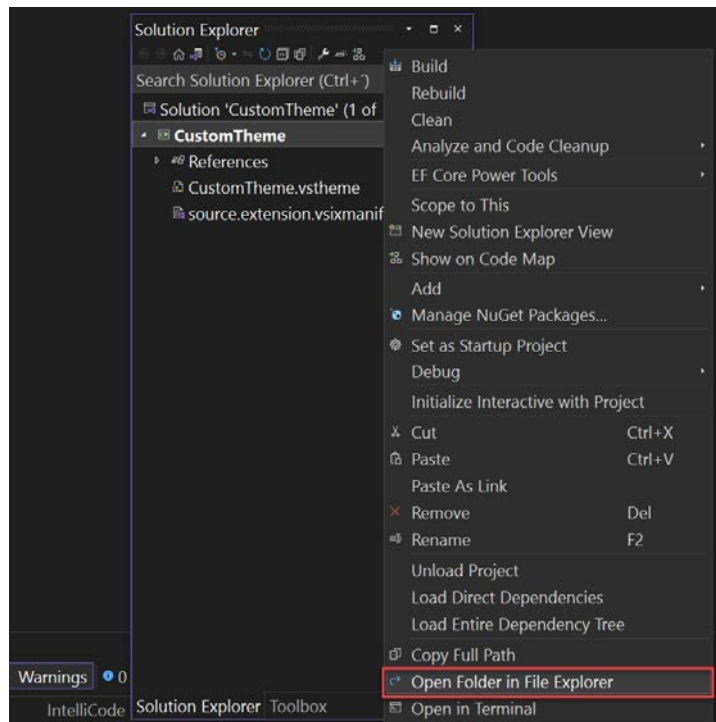 Solution Explorer
Search Solution Explorer (Ctrl+¨)
Solution 'CustomTheme' (1 of
CustomTheme
References
CustomTheme.vstheme
source.extension.vsixmanif
Build
Rebuild
Clean
Analyze and Code Cleanup
EF Core Power Tools
Scope to This
New Solution Explorer View
Show on Code Map
Add
Manage NuGet Packages...
Set as Startup Project
Debug
Initialize Interactive with Project
Cut Ctrl+X
Paste Ctrl+V
Paste As Link
Remove Del
Rename F2
Unload Project
Load Direct Dependencies
Load Entire Dependency Tree
Copy Full Path
Open Folder in File Explorer
Open in Terminal
Warnings 0
IntelliCode
Solution Explorer Toolbox